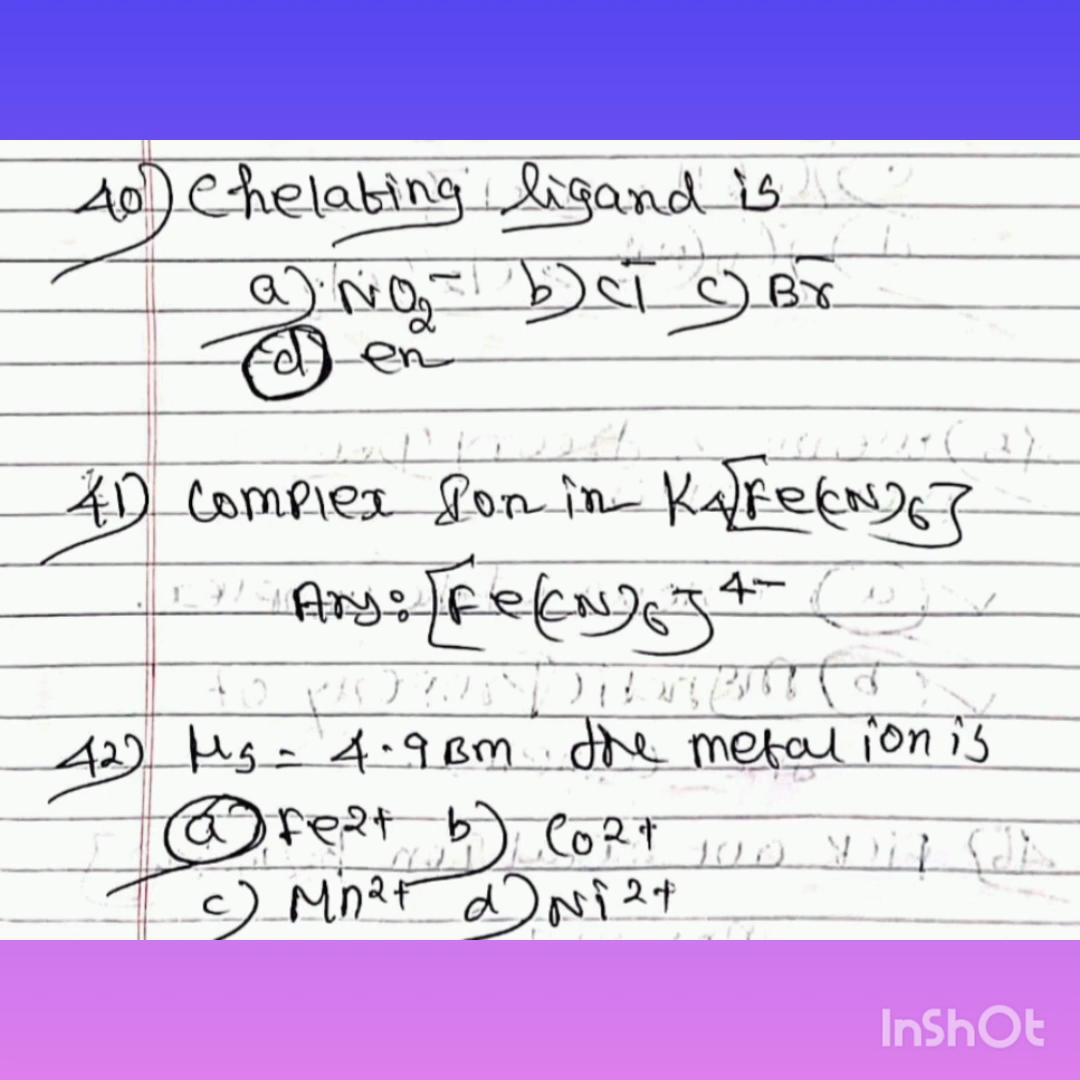 40) Chelating ligand is
a) NO₂⁻ b) Cl⁻ c) Br⁻
d) en
41) Complex Ion in K₄[Fe(CN)₆]
Ans: [Fe(CN)₆]⁴⁻
42) μs = 4.9 BM the metal ion is
a) Fe2+ b) Co2+
c) Mn2+ d) Ni2+
InShOt